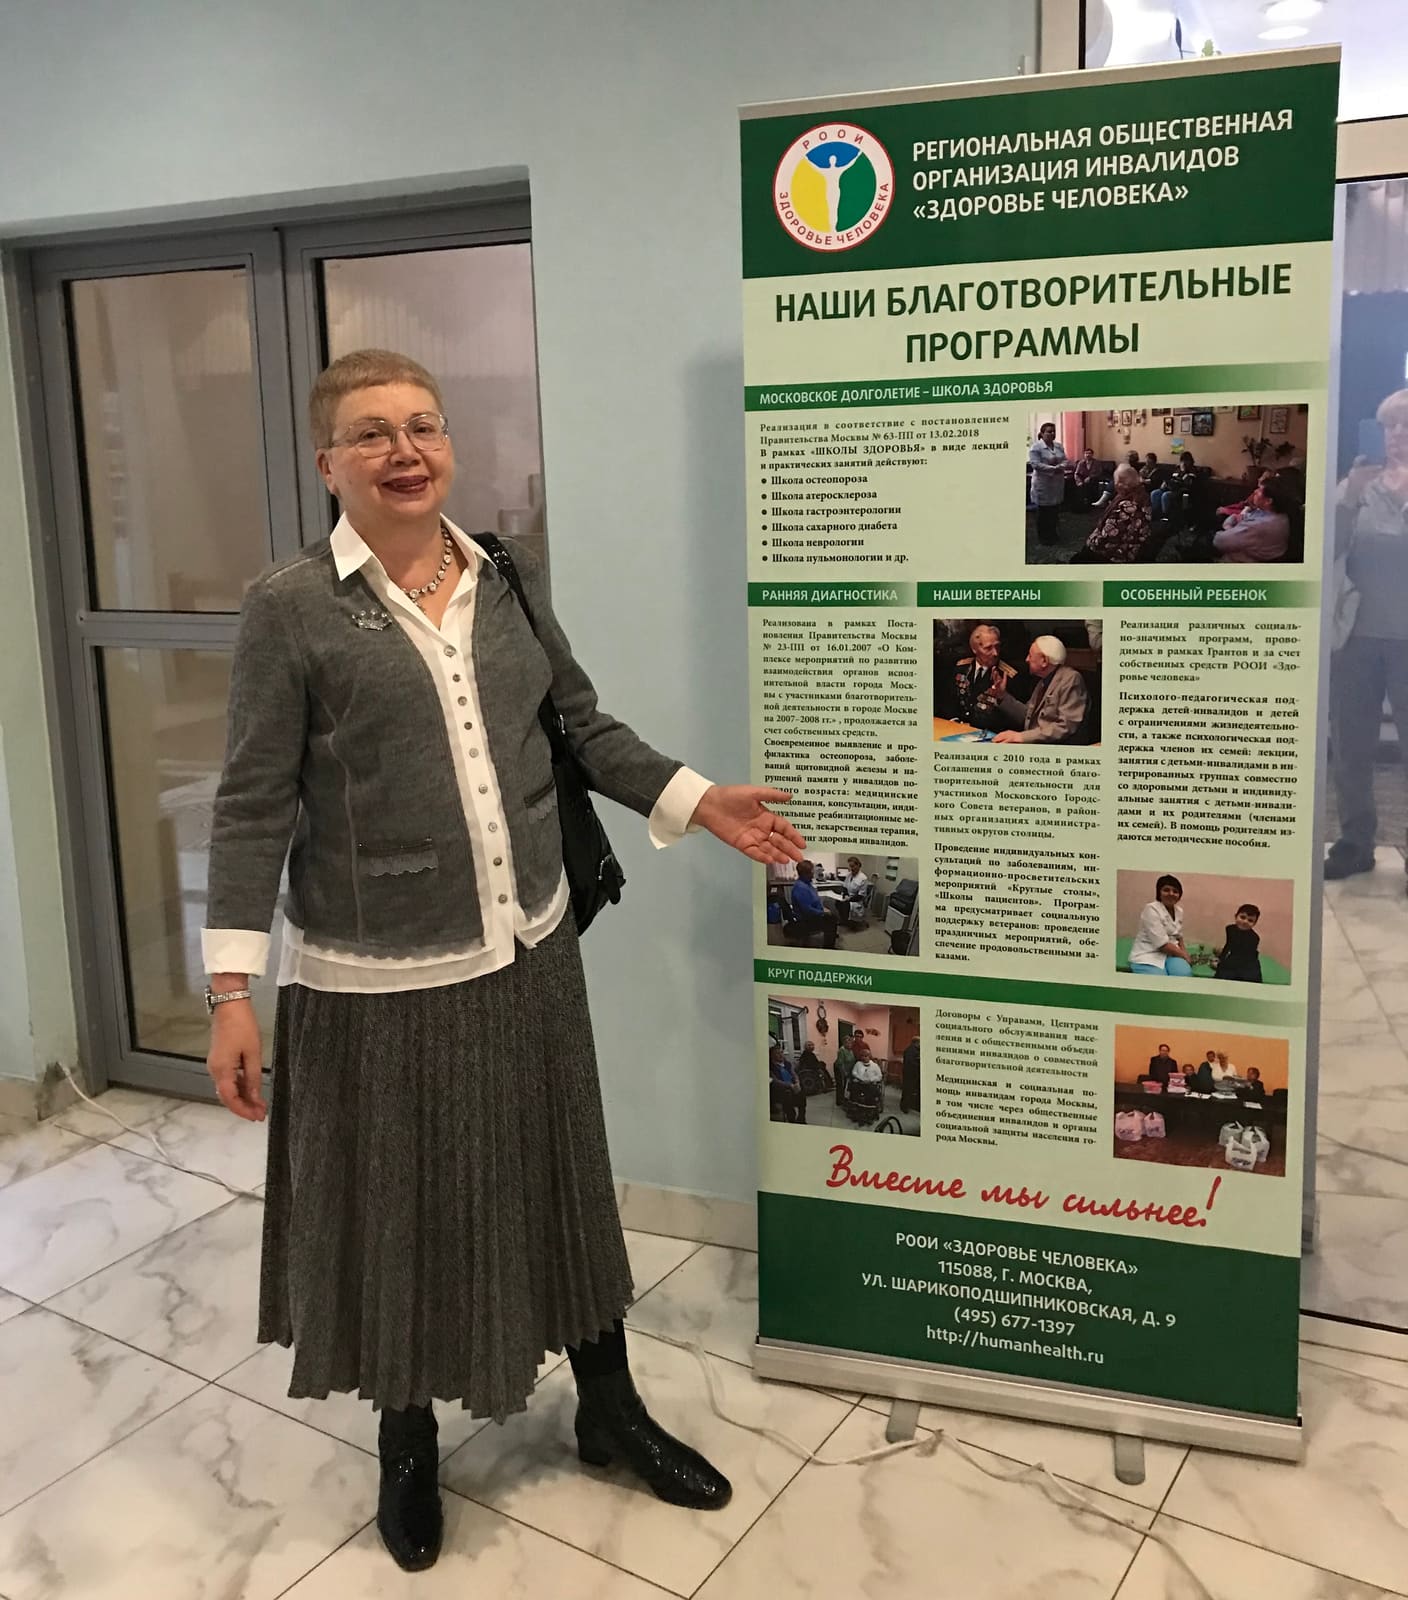 РООИ
ЗДОРОВЬЕ ЧЕЛОВЕКА
РЕГИОНАЛЬНАЯ ОБЩЕСТВЕННАЯ
ОРГАНИЗАЦИЯ ИНВАЛИДОВ
«ЗДОРОВЬЕ ЧЕЛОВЕКА»
НАШИ БЛАГОТВОРИТЕЛЬНЫЕ
ПРОГРАММЫ
МОСКОВСКОЕ ДОЛГОЛЕТИЕ – ШКОЛА ЗДОРОВЬЯ
Реализация в соответствие с постановлением
Правительства Москвы № 63-ПП от 13.02.2018
В рамках «ШКОЛЫ ЗДОРОВЬЯ» в виде лекций
и практических занятий действуют:
• Школа остеопороза
• Школа атеросклероза
• Школа гастроэнтерологии
• Школа сахарного диабета
• Школа неврологии
• Школа пульмонологии и др.
РАННЯЯ ДИАГНОСТИКА
Реализована в рамках Поста-
новления Правительства Москвы
№ 23-ПП от 16.01.2007 «О Ком-
плексе мероприятий по развитию
взаимодействия органов испол-
нительной власти города Моск-
вы с участниками благотворитель-
ной деятельности в городе Москве
на 2007–2008 гг.» , продолжается за
счет собственных средств.
Своевременное выявление и про-
филактика остеопороза, заболе-
ваний щитовидной железы и на-
рушений памяти у инвалидов по-
возраста: медицинские
консультации, инди-
видуальные реабилитационные ме-
лекарственная терапия,
здоровья инвалидов.
НАШИ ВЕТЕРАНЫ
Реализация с 2010 года в рамках
Соглашения о совместной благо-
творительной деятельности для
участников Московского Городс-
кого Совета ветеранов, в район-
ных организациях администра-
тивных округов столицы.
Проведение индивидуальных кон-
сультаций по заболеваниям, ин-
формационно-просветительских
мероприятий «Круглые столы»,
«Школы пациентов». Програм-
ма предусматривает социальную
поддержку ветеранов: проведение
праздничных мероприятий, обе-
спечение продовольственными за-
казами.
ОСОБЕННЫЙ РЕБЕНОК
Реализация различных социаль-
но-значимых программ, прово-
димых в рамках Грантов и за счет
собственных средств РООИ «Здо-
ровье человека»
Психолого-педагогическая под-
держка детей-инвалидов и детей
с ограничениями жизнедеятельно-
сти, а также психологическая под-
держка членов их семей: лекции,
занятия с детьми-инвалидами в ин-
тегрированных группах совместно
со здоровыми детьми и индивиду-
альные занятия с детьми-инвали-
дами и их родителями (членами
их семей). В помощь родителям из-
даются методические пособия.
КРУГ ПОДДЕРЖКИ
Договоры с Управами, Центрами
социального обслуживания насе-
ления и с общественными объеди-
нениями инвалидов о совместной
благотворительной деятельности
Медицинская и социальная по-
мощь инвалидам города Москвы,
в том числе через общественные
объединения инвалидов и органы
социальной защиты населения го-
рода Москвы.
Вместе мы сильнее!
РООИ «ЗДОРОВЬЕ ЧЕЛОВЕКА»
115088, Г. МОСКВА,
УЛ. ШАРИКОПОДШИПНИКОВСКАЯ, Д. 9
(495) 677-1397
http://humanhealth.ru